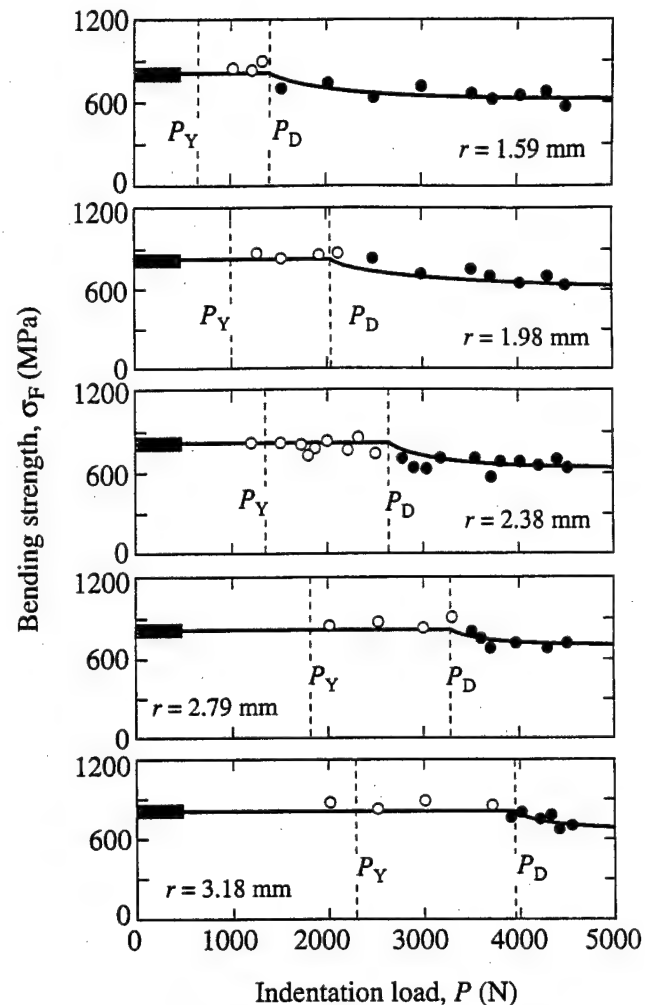 1200
600
0
P_Y
P_D
r = 1.59 mm
1200
600
0
P_Y
P_D
r = 1.98 mm
1200
600
0
P_Y
P_D
r = 2.38 mm
1200
600
0
P_Y
P_D
r = 2.79 mm
1200
600
0
P_Y
P_D
r = 3.18 mm
0 1000 2000 3000 4000 5000
Indentation load, P (N)
Bending strength, σ_F (MPa)